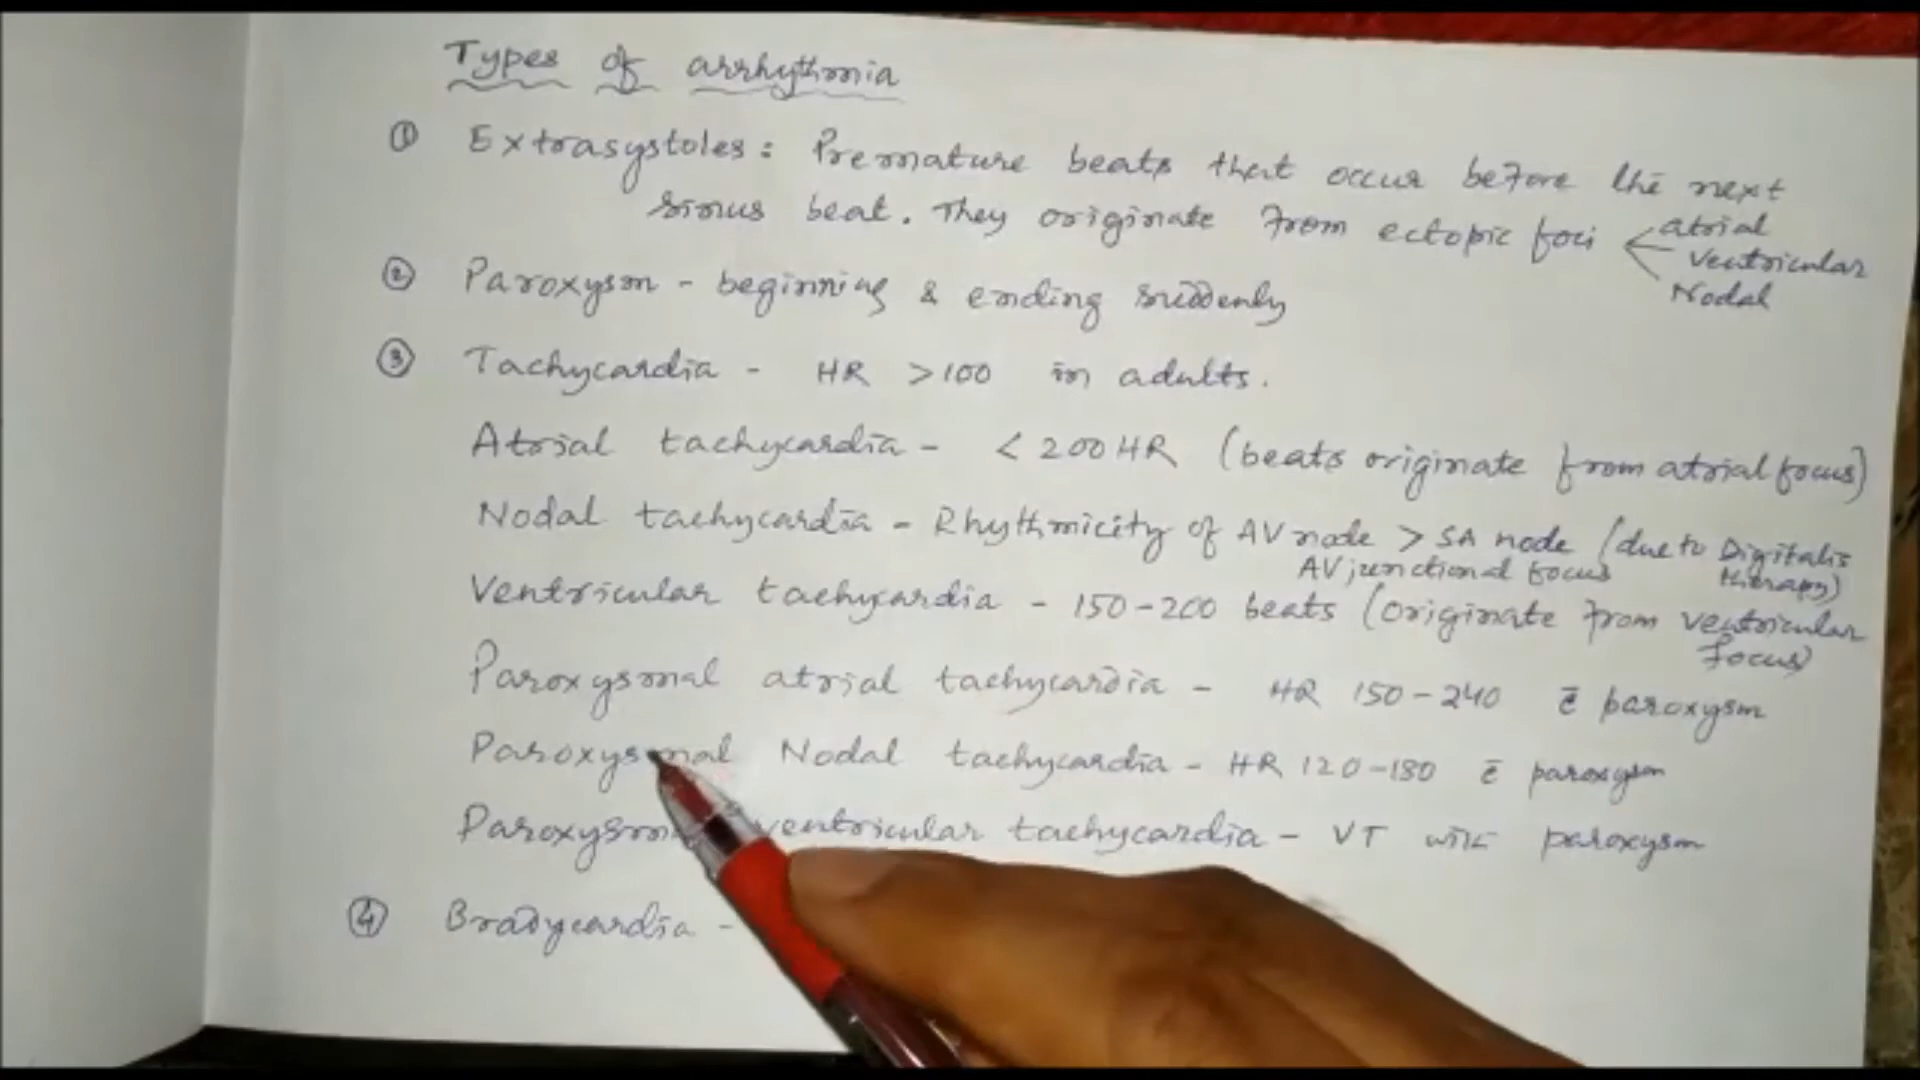 Types of arrhythmia
① Extrasystoles: Premature beats that occur before the next
sinus beat. They originate from ectopic foci < atrial
ventricular
Nodal
② Paroxysm - beginning & ending suddenly
③ Tachycardia - HR >100 in adults.
Atrial tachycardia - < 200 HR (beats originate from atrial focus)
Nodal tachycardia - Rhythmicity of AV node > SA node (due to Digitalis
AV junctional focus therapy)
Ventricular tachycardia - 150-200 beats (originate from ventricular
focus)
Paroxysmal atrial tachycardia - HR 150-240 c̄ paroxysm
Paroxysmal Nodal tachycardia - HR 120-180 c̄ paroxysm
ventricular tachycardia - VT with paroxysm
④ Bradycardia -